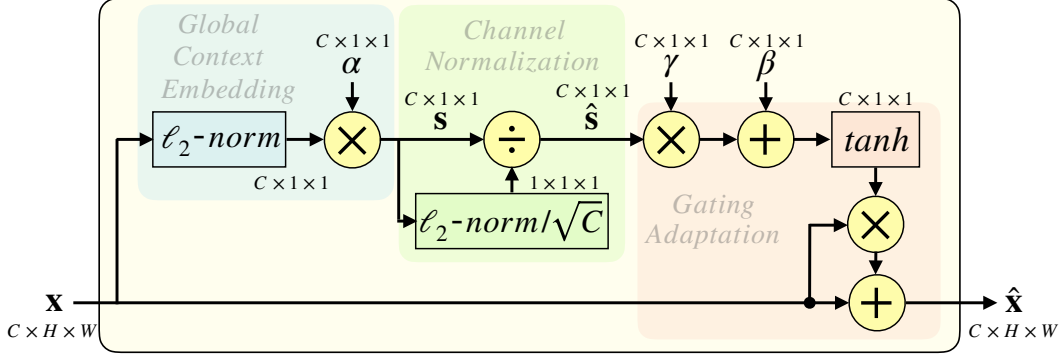 Global
Context
Embedding
C × 1 × 1
α
ℓ₂-norm
×
C × 1 × 1
Channel
Normalization
C × 1 × 1
s
÷
C × 1 × 1
ŝ
1 × 1 × 1
ℓ₂-norm/√C
C × 1 × 1
γ
C × 1 × 1
β
×
+
C × 1 × 1
tanh
Gating
Adaptation
×
+
x
C × H × W
x̂
C × H × W